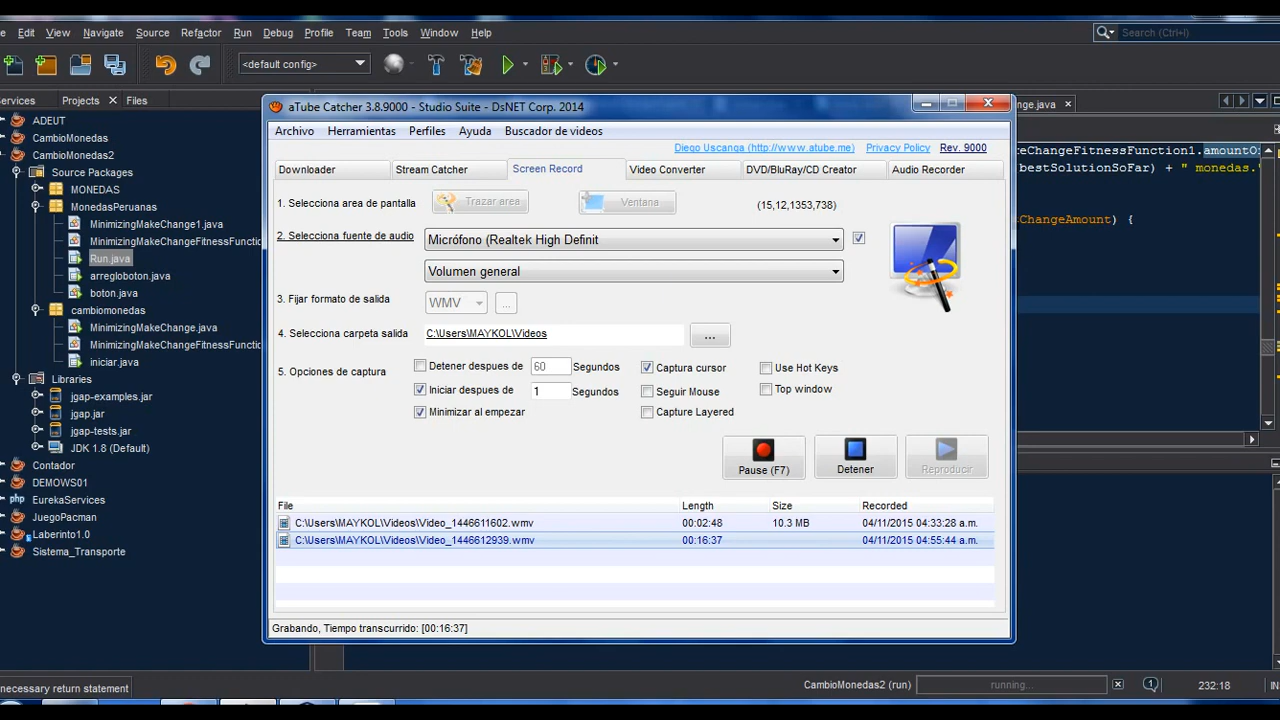 e Edit View Navigate Source Refactor Run Debug Profile Team Tools Window Help
Search (Ctrl+I)
<default config>
Services Projects X Files
nge.java
ADEUT
CambioMonedas
CambioMonedas2
Source Packages
MONEDAS
MonedasPeruanas
MinimizingMakeChange1.java
MinimizingMakeChangeFitnessFunctio
Run.java
arregloboton.java
boton.java
cambiomonedas
MinimizingMakeChange.java
MinimizingMakeChangeFitnessFunctio
iniciar.java
Libraries
jgap-examples.jar
jgap.jar
jgap-tests.jar
JDK 1.8 (Default)
Contador
DEMOWS01
EurekaServices
JuegoPacman
Laberinto1.0
Sistema_Transporte
eChangeFitnessFunction1.amountO
bestSolutionSoFar) + " monedas."
ChangeAmount) {
aTube Catcher 3.8.9000 - Studio Suite - DsNET Corp. 2014
Archivo Herramientas Perfiles Ayuda Buscador de videos
Diego Uscanga (http://www.atube.me) Privacy Policy Rev. 9000
Downloader Stream Catcher Screen Record Video Converter DVD/BluRay/CD Creator Audio Recorder
1. Selecciona area de pantalla Trazar area Ventana (15,12,1353,738)
2. Selecciona fuente de audio Micrófono (Realtek High Definit
Volumen general
3. Fijar formato de salida WMV ...
4. Selecciona carpeta salida C:\Users\MAYKOL\Videos ...
5. Opciones de captura
Detener despues de 60 Segundos Captura cursor Use Hot Keys
Iniciar despues de 1 Segundos Seguir Mouse Top window
Minimizar al empezar Capture Layered
Pause (F7) Detener Reproducir
File Length Size Recorded
C:\Users\MAYKOL\Videos\Video_1446611602.wmv 00:02:48 10.3 MB 04/11/2015 04:33:28 a.m.
C:\Users\MAYKOL\Videos\Video_1446612939.wmv 00:16:37 04/11/2015 04:55:44 a.m.
Grabando, Tiempo transcurrido: [00:16:37]
necessary return statement
CambioMonedas2 (run) running... 1 232:18 IN